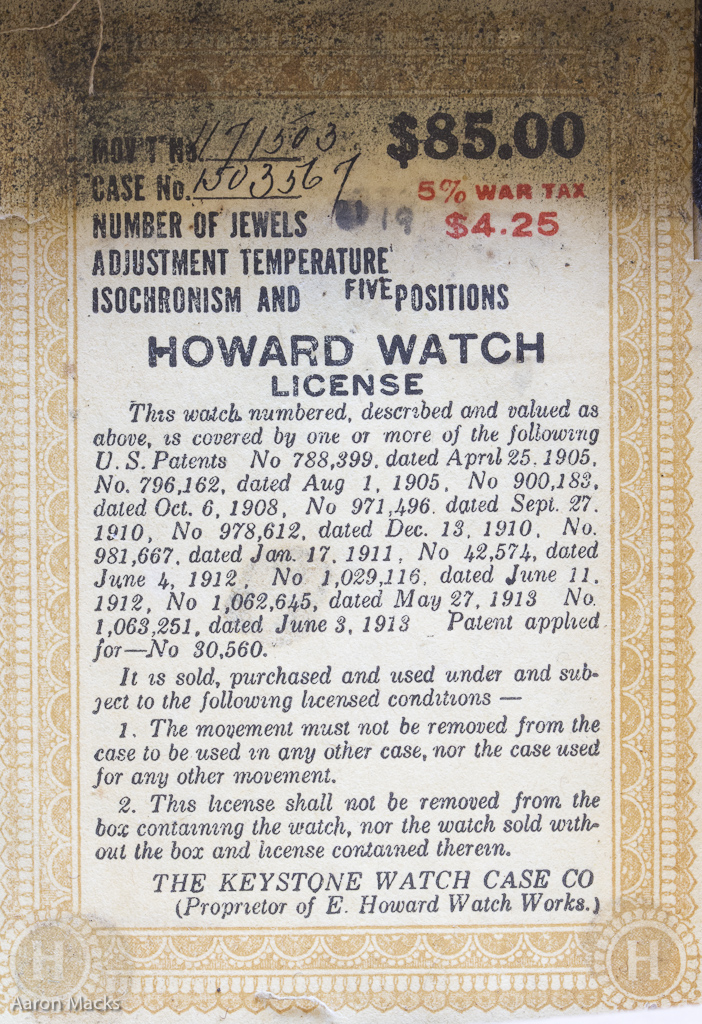 MOV'T No. 1171503
$85.00
CASE No. 1503567
5% WAR TAX
NUMBER OF JEWELS 19
$4.25
ADJUSTMENT TEMPERATURE
ISOCHRONISM AND FIVE POSITIONS
HOWARD WATCH
LICENSE
This watch numbered, described and valued as
above, is covered by one or more of the following
U.S. Patents No 788,399, dated April 25, 1905,
No. 796,162, dated Aug 1, 1905, No 900,183,
dated Oct. 6, 1908, No 971,496, dated Sept. 27,
1910, No 978,612, dated Dec. 13, 1910, No.
981,667, dated Jan. 17, 1911, No 42,574, dated
June 4, 1912, No 1,029,116, dated June 11,
1912, No 1,062,645, dated May 27, 1913 No.
1,063,251, dated June 3, 1913 Patent applied
for—No 30,560.
It is sold, purchased and used under and sub-
ject to the following licensed conditions —
1. The movement must not be removed from the
case to be used in any other case, nor the case used
for any other movement.
2. This license shall not be removed from the
box containing the watch, nor the watch sold with-
out the box and license contained therein.
THE KEYSTONE WATCH CASE CO
(Proprietor of E. Howard Watch Works.)
H H
Aaron Macks